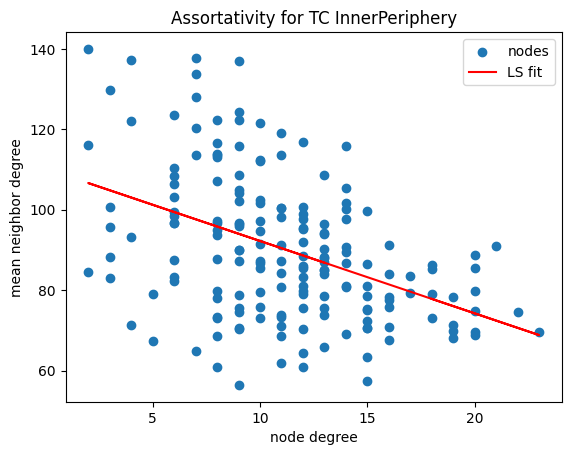 Assortativity for TC InnerPeriphery
nodes
LS fit
mean neighbor degree
140
120
100
80
60
5
10
15
20
node degree